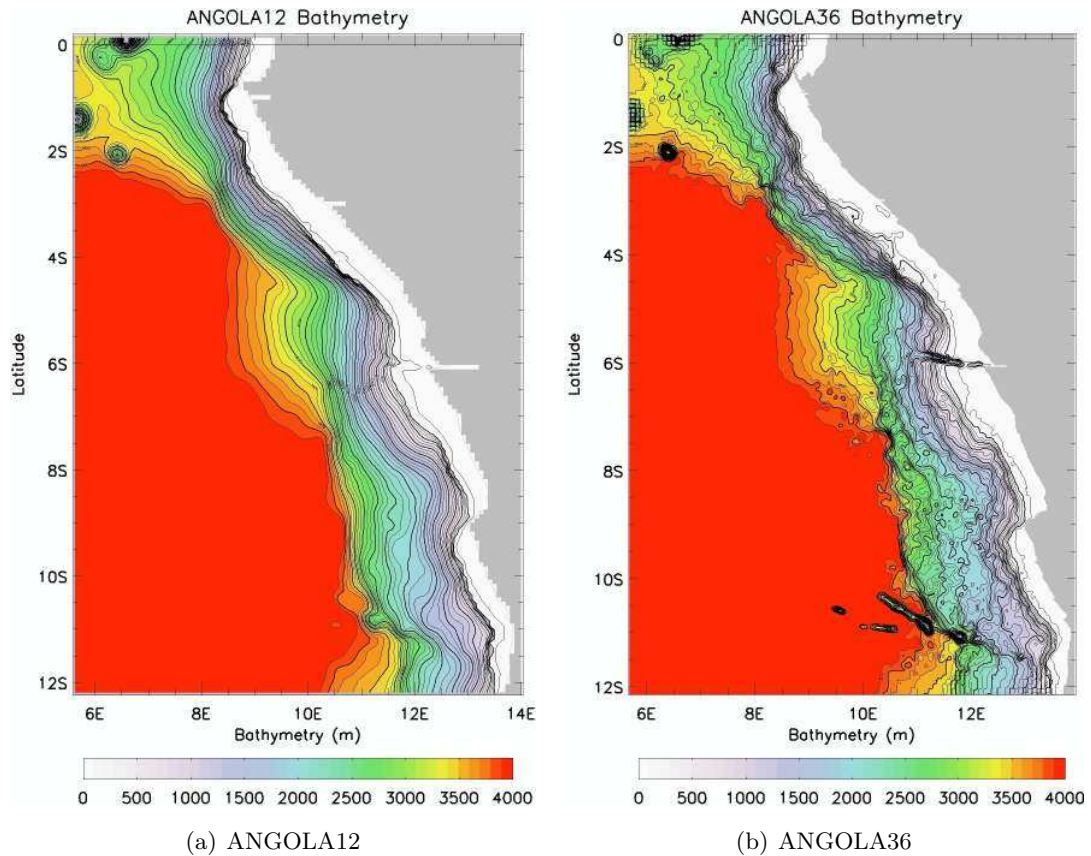 ANGOLA12 Bathymetry
0
2S
4S
6S
8S
10S
12S
Latitude
6E 8E 10E 12E 14E
Bathymetry (m)
0 500 1000 1500 2000 2500 3000 3500 4000
(a) ANGOLA12
ANGOLA36 Bathymetry
0
2S
4S
6S
8S
10S
12S
Latitude
6E 8E 10E 12E
Bathymetry (m)
0 500 1000 1500 2000 2500 3000 3500 4000
(b) ANGOLA36